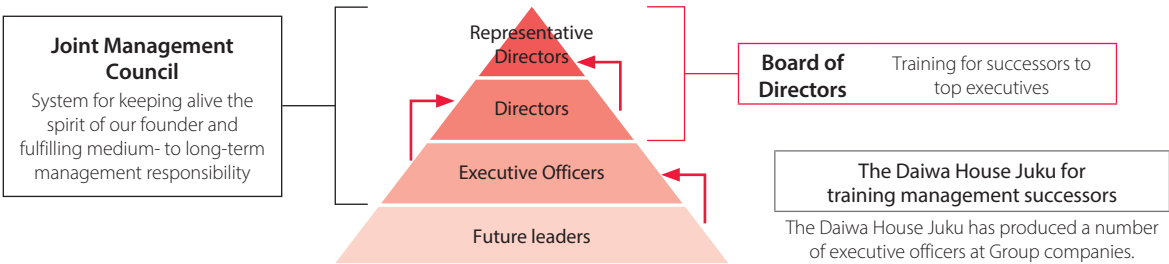 Joint Management
Council
System for keeping alive the
spirit of our founder and
fulfilling medium- to long-term
management responsibility
Representative
Directors
Directors
Executive Officers
Future leaders
Board of
Directors
Training for successors to
top executives
The Daiwa House Juku for
training management successors
The Daiwa House Juku has produced a number
of executive officers at Group companies.